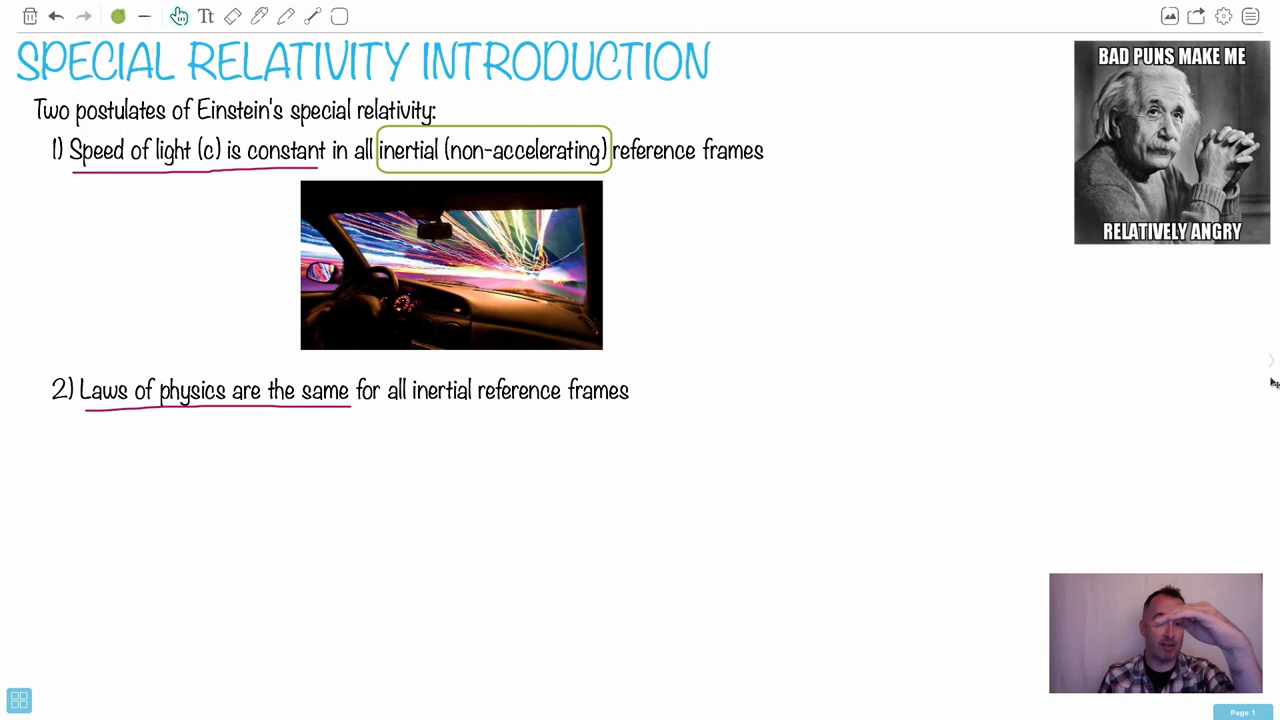 Tt
SPECIAL RELATIVITY INTRODUCTION
Two postulates of Einstein's special relativity:
1) Speed of light (c) is constant in all inertial (non-accelerating) reference frames
2) Laws of physics are the same for all inertial reference frames
BAD PUNS MAKE ME
RELATIVELY ANGRY
Page 1